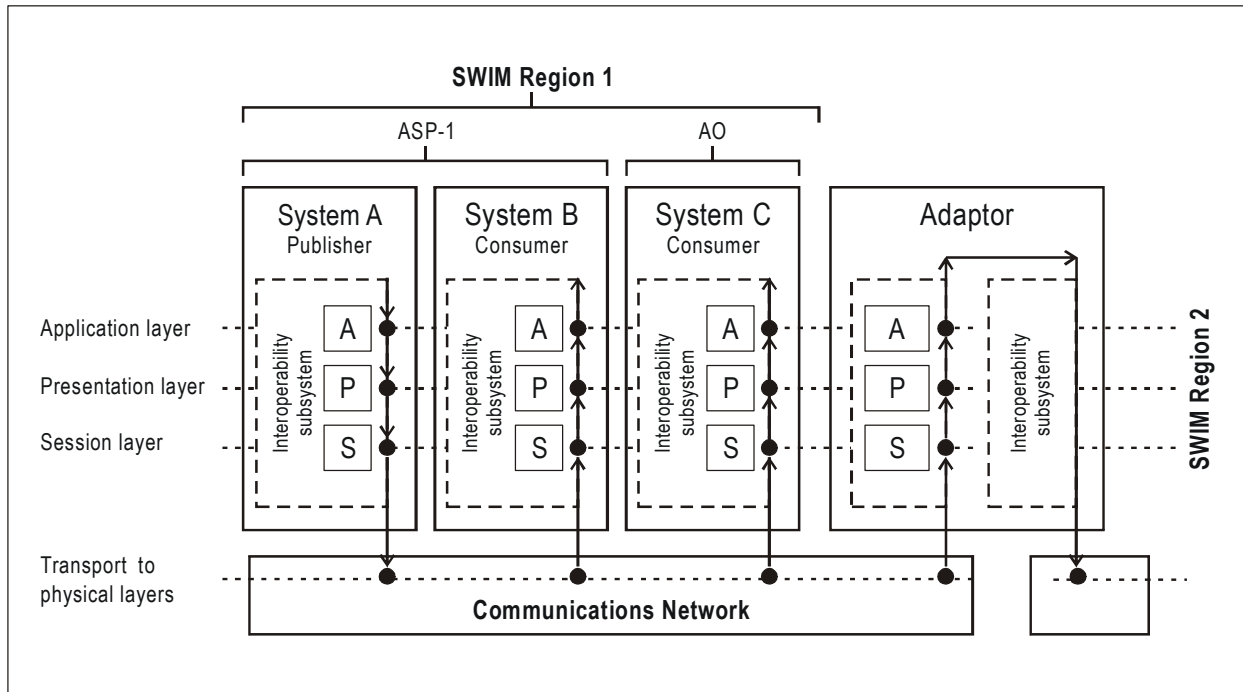 SWIM Region 1
ASP-1
AO
System A
Publisher
System B
Consumer
System C
Consumer
Adaptor
Application layer
Presentation layer
Session layer
Interoperability
subsystem
A
P
S
Interoperability
subsystem
A
P
S
Interoperability
subsystem
A
P
S
A
P
S
Interoperability
subsystem
SWIM Region 2
Transport to
physical layers
Communications Network